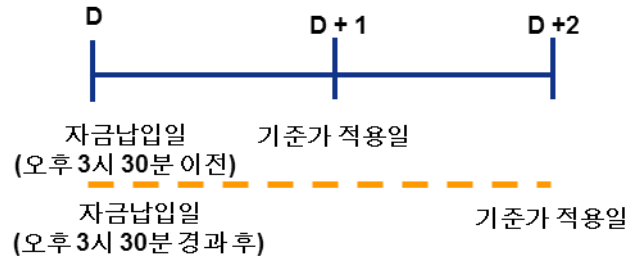 D
D + 1
D +2
자금납입일
기준가 적용일
(오후 3시 30분 이전)
자금납입일
기준가 적용일
(오후 3시 30분 경과 후)